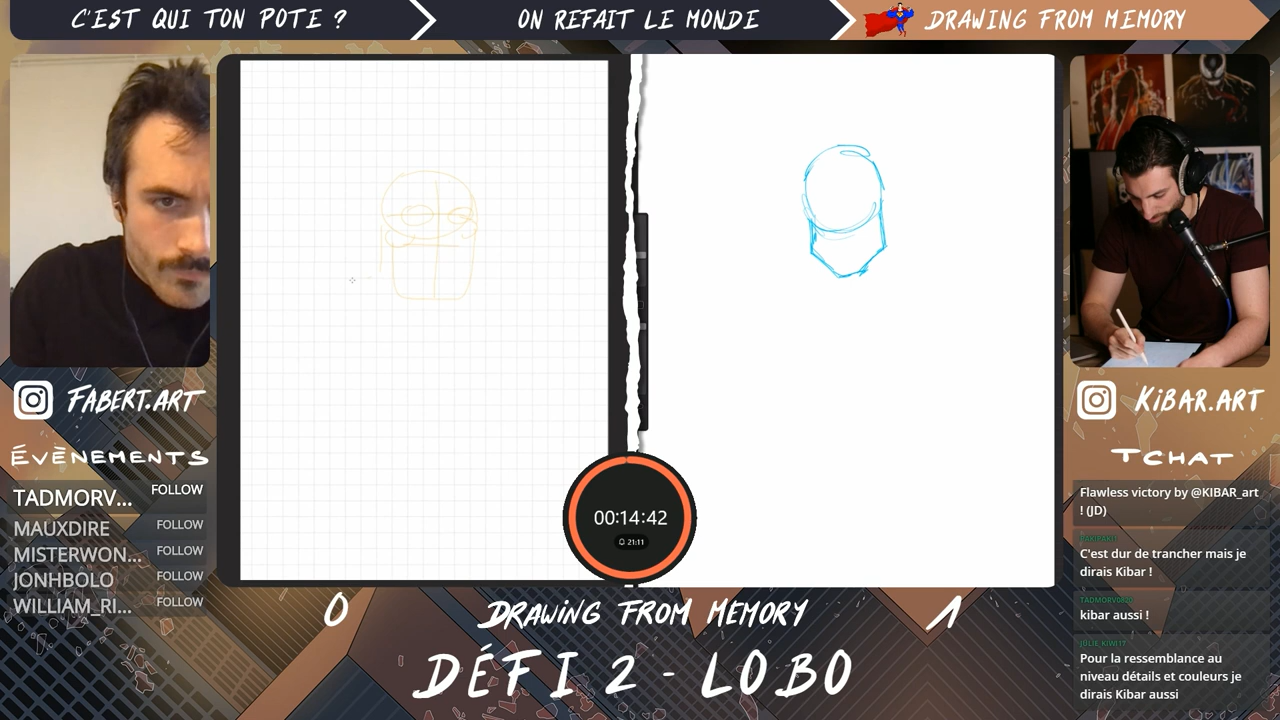 C'EST QUI TON POTE ?
ON REFAIT LE MONDE
DRAWING FROM MEMORY
FABERT.ART
KiBAR.ART
ÉVÈNEMENTS
TADMORV... FOLLOW
MAUXDIRE FOLLOW
MISTERWON... FOLLOW
JONHBOLO FOLLOW
WILLIAM_RI... FOLLOW
00:14:42
21:11
TCHAT
Flawless victory by @KIBAR_art
! (JD)
C'est dur de trancher mais je
dirais Kibar !
kibar aussi !
JULIE_KIWI17
Pour la ressemblance au
niveau détails et couleurs je
dirais Kibar aussi
0
DRAWING FROM MEMORY
1
DÉFI 2 - LOBO